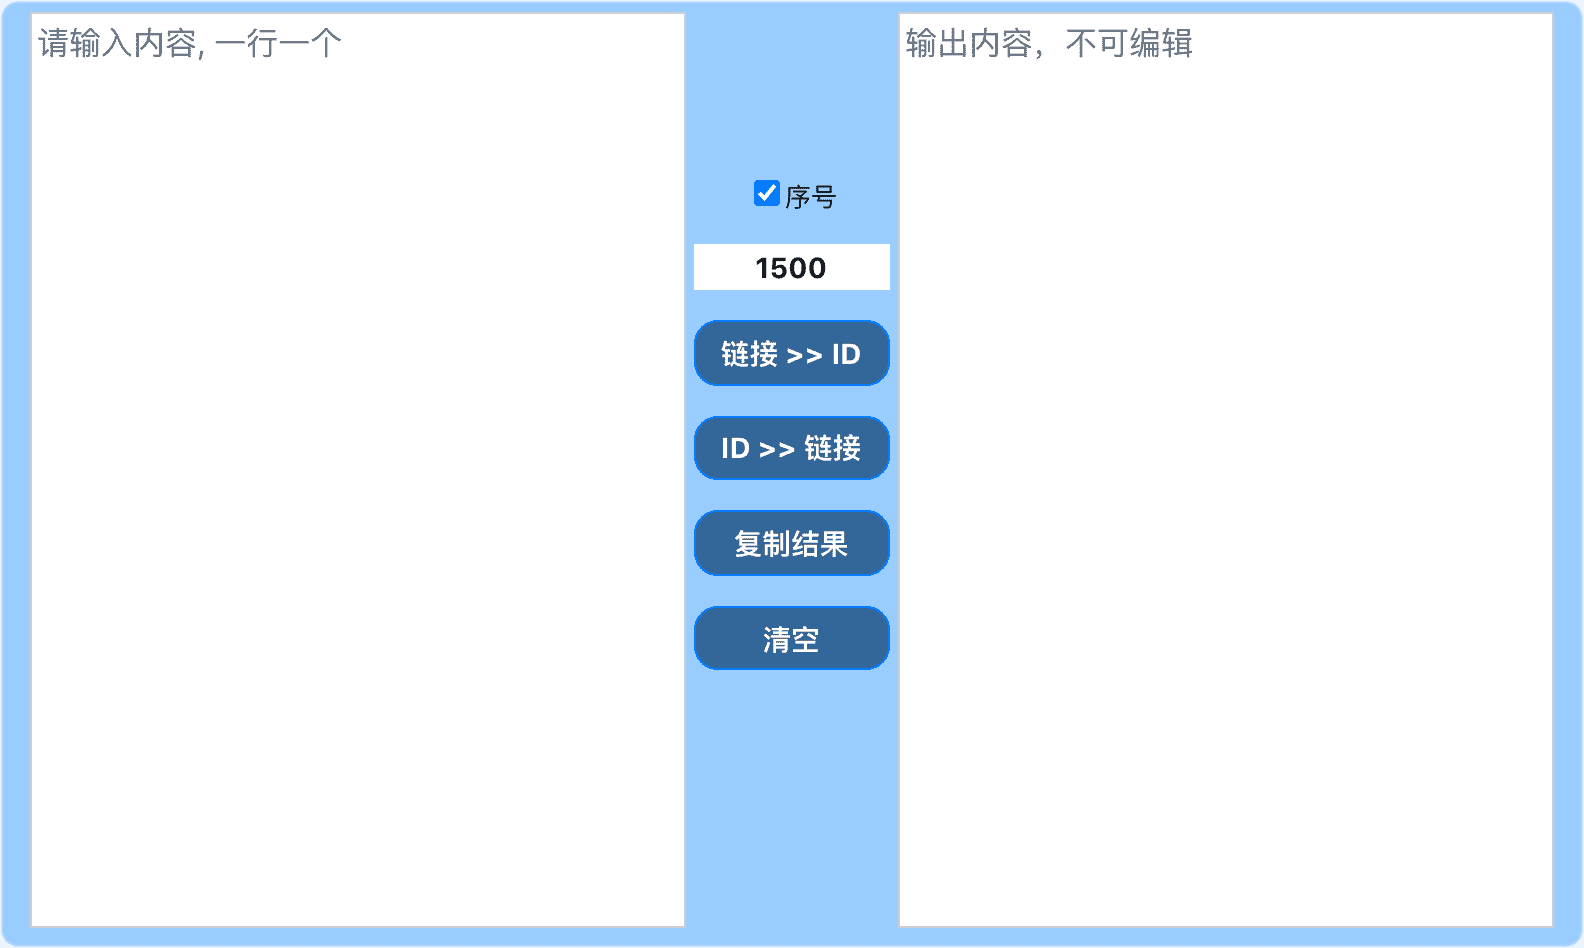 请输入内容, 一行一个
序号
1500
链接 >> ID
ID >> 链接
复制结果
清空
输出内容，不可编辑